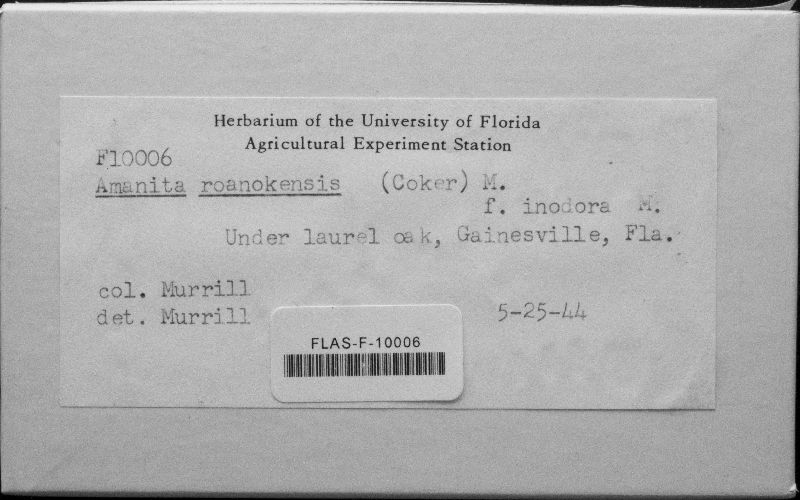 Herbarium of the University of Florida
Agricultural Experiment Station
F10006
Amanita roanokensis (Coker) M.
f. inodora M.
Under laurel oak, Gainesville, Fla.
col. Murrill
det. Murrill
5-25-44
FLAS-F-10006